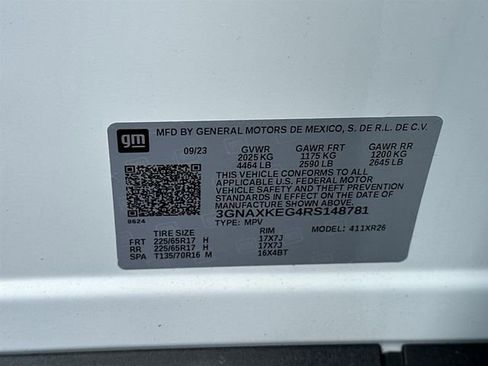 gm
MFD BY GENERAL MOTORS DE MEXICO, S. DE R.L. DE C.V.
09/23 GVWR GAWR FRT GAWR RR
2025 KG 1175 KG 1200 KG
4464 LB 2590 LB 2645 LB
THIS VEHICLE CONFORMS TO ALL
APPLICABLE U.S. FEDERAL MOTOR
VEHICLE SAFETY AND THEFT PREVENTION
STANDARDS IN EFFECT ON THE DATE OF
MANUFACTURE SHOWN ABOVE.
3GNAXKEG4RS148781
TYPE: MPV
8624
TIRE SIZE RIM MODEL: 411XR26
FRT 225/65R17 H 17X7J
RR 225/65R17 H 17X7J
SPA T135/70R16 M 16X4BT